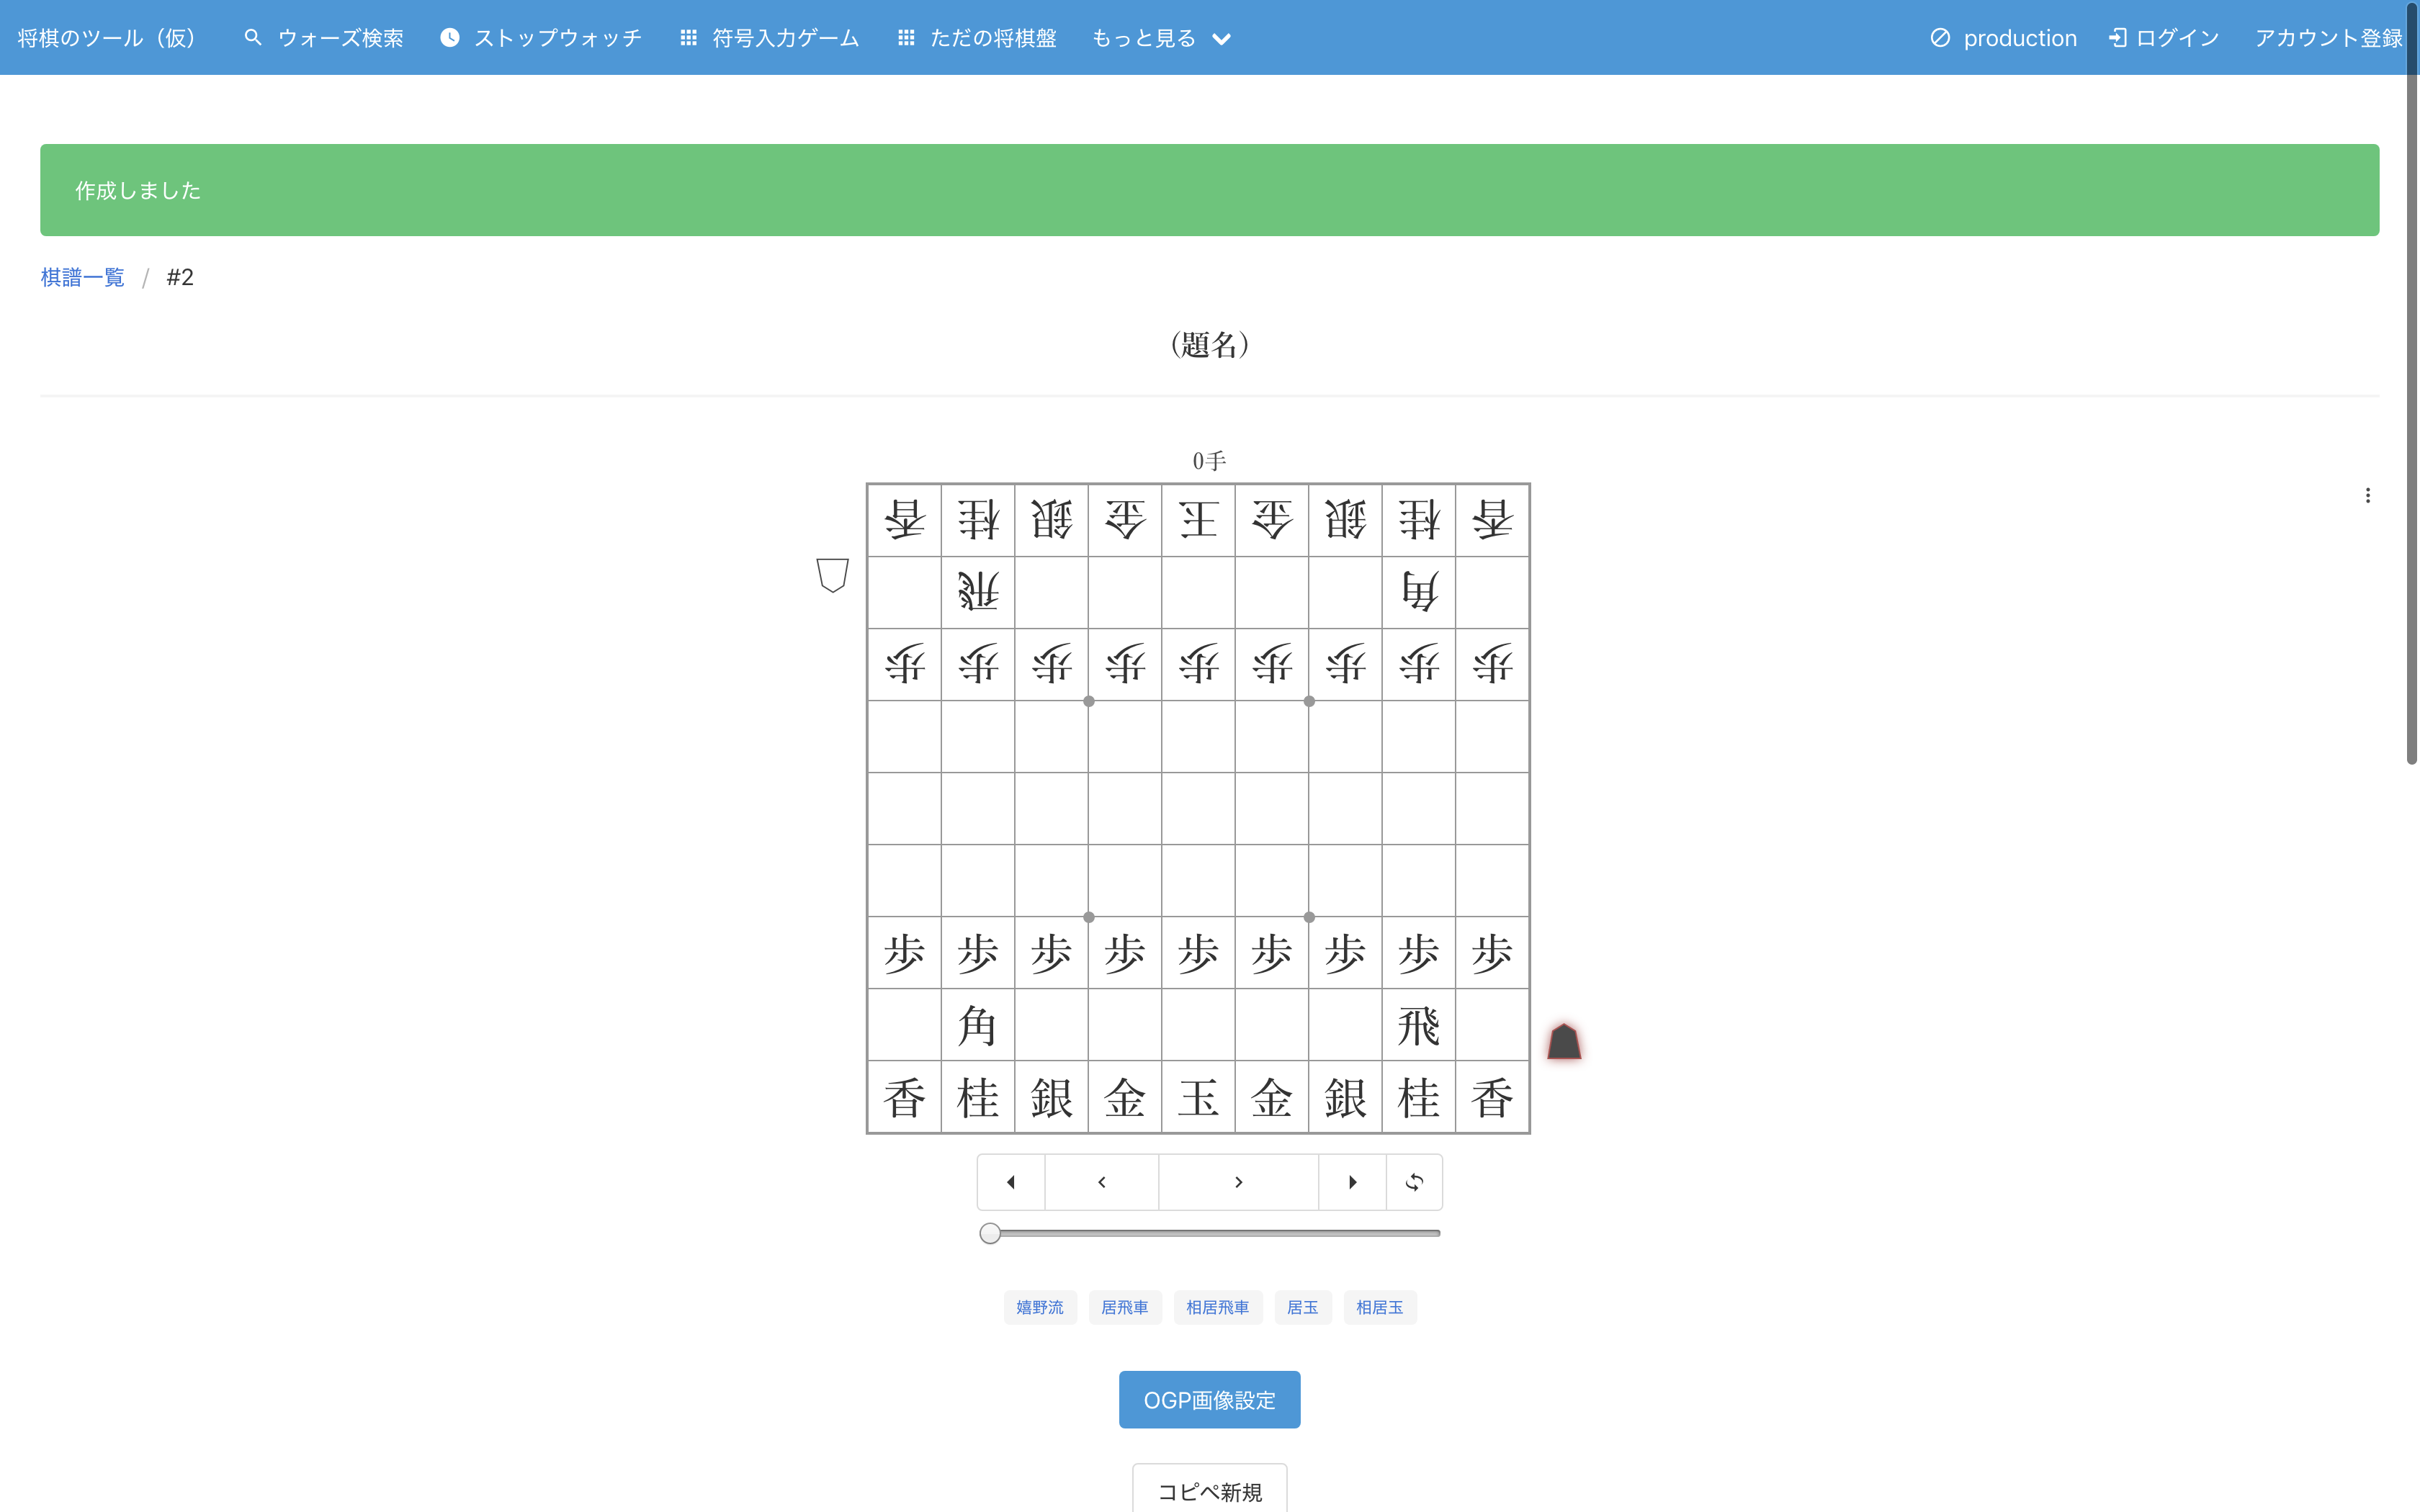 将棋のツール（仮） ウォーズ検索 ストップウォッチ 符号入力ゲーム ただの将棋盤 もっと見る production ログイン アカウント登録
作成しました
棋譜一覧 / #2
（題名）
0手
香桂銀金王金銀桂香
飛角
歩歩歩歩歩歩歩歩歩
歩歩歩歩歩歩歩歩歩
角飛
香桂銀金玉金銀桂香
嬉野流 居飛車 相居飛車 居玉 相居玉
OGP画像設定
コピペ新規